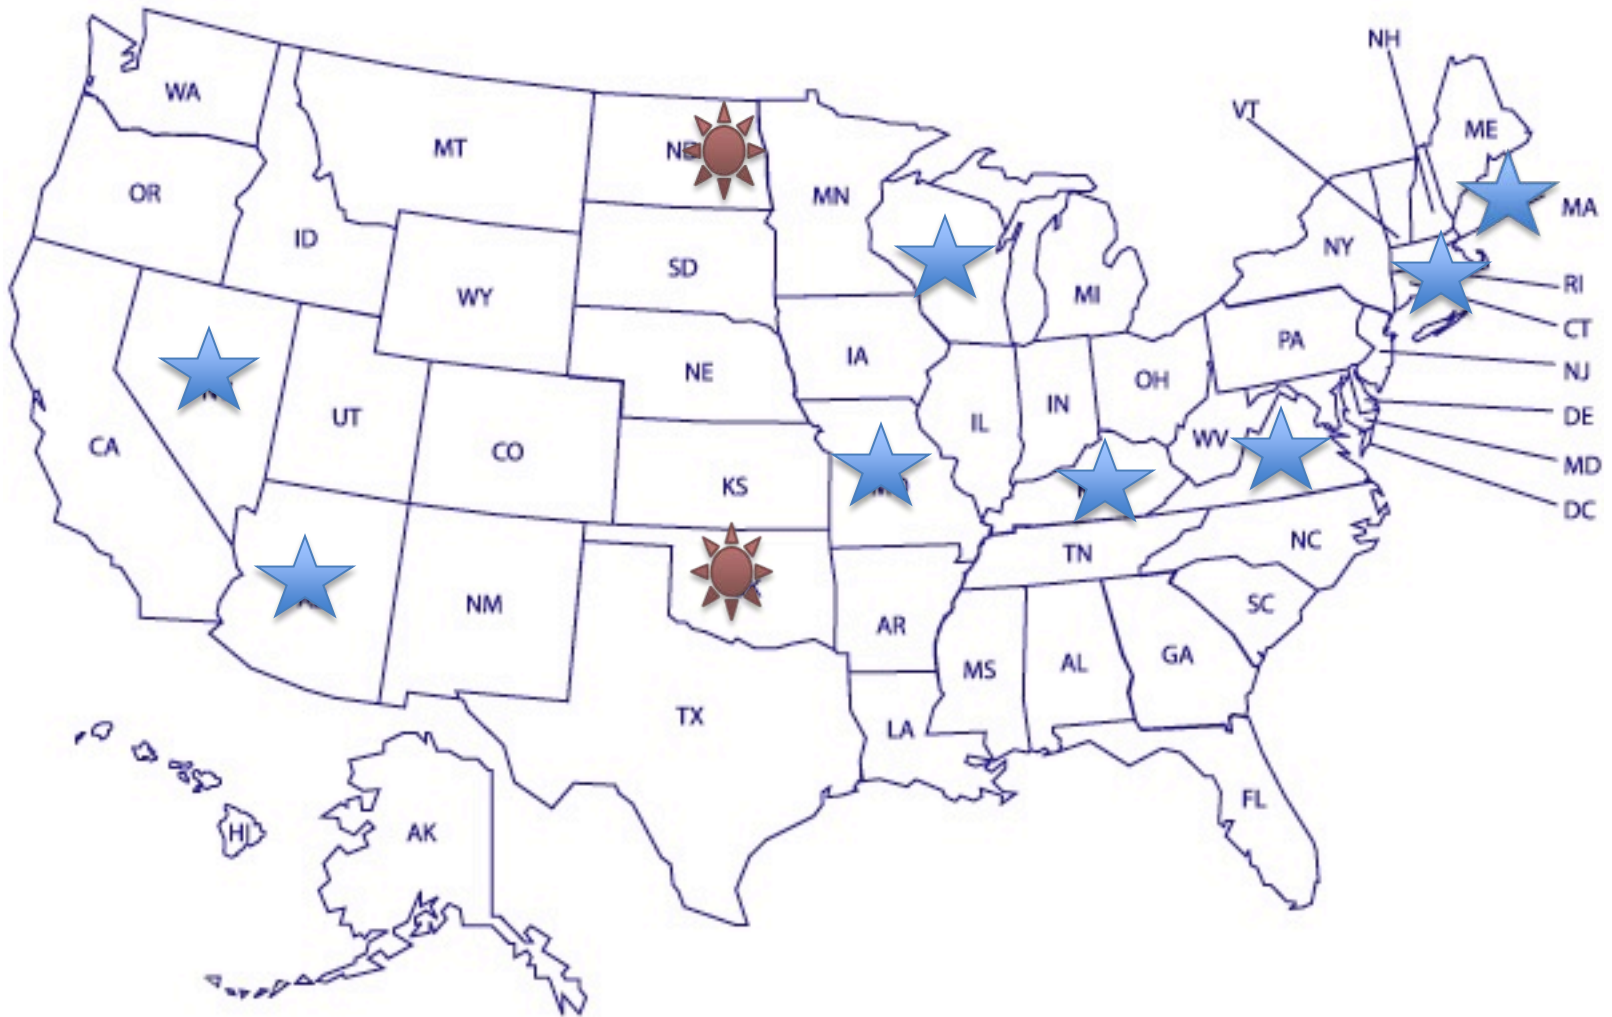 NH
WA
VT
ME
MT
OR
MN
MA
NY
ID
SD
WY
RI
MI
CT
PA
IA
NJ
NE
OH
UT
IN
DE
IL
CA
WV
CO
MD
KS
DC
NC
TN
NM
SC
AR
GA
AL
MS
TX
LA
FL
AK
HI